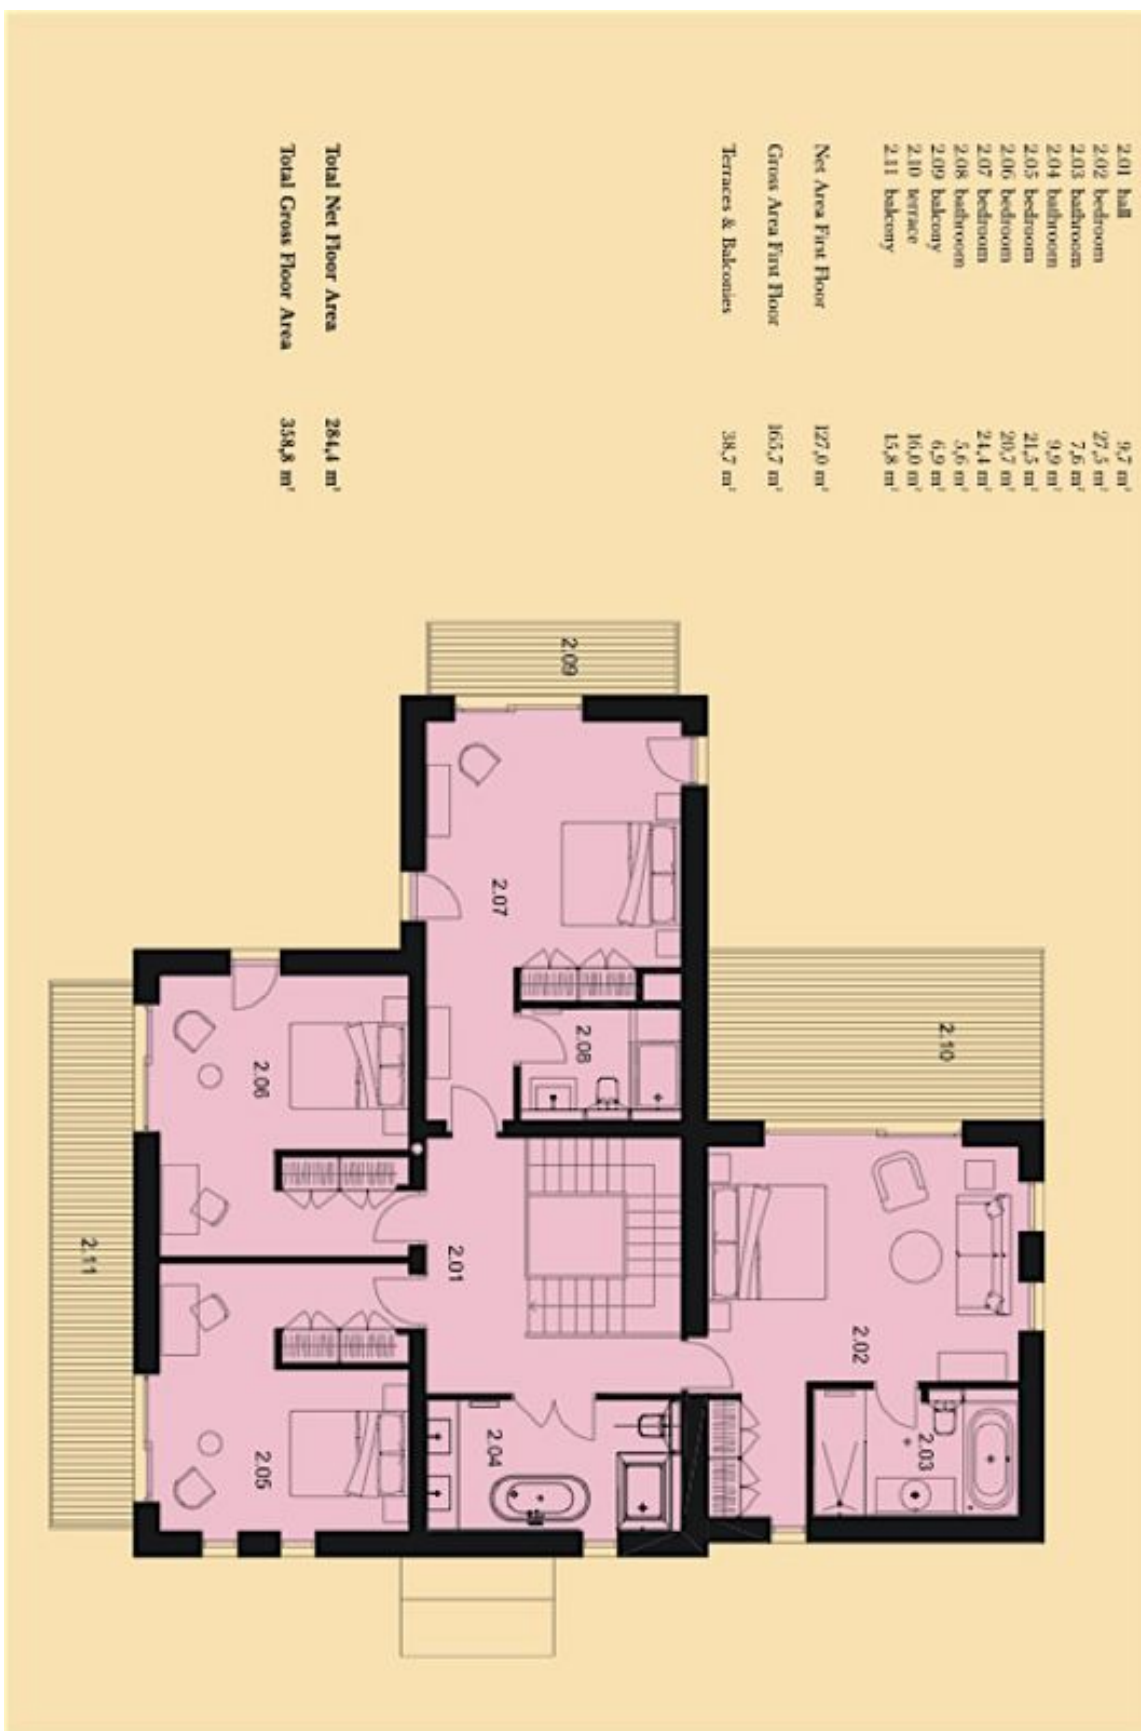 2.01 hall 9,7 m²
2.02 bedroom 27,5 m²
2.03 bathroom 7,6 m²
2.04 bathroom 9,9 m²
2.05 bedroom 21,5 m²
2.06 bedroom 20,7 m²
2.07 bedroom 24,4 m²
2.08 bathroom 5,6 m²
2.09 balcony 6,9 m²
2.10 terrace 16,0 m²
2.11 balcony 15,8 m²
Net Area First Floor 127,0 m²
Gross Area First Floor 165,7 m²
Terraces & Balconies 38,7 m²
Total Net Floor Area 284,4 m²
Total Gross Floor Area 358,8 m²
2.10
2.02
2.03
2.09
2.07
2.08
2.01
2.04
2.06
2.05
2.11